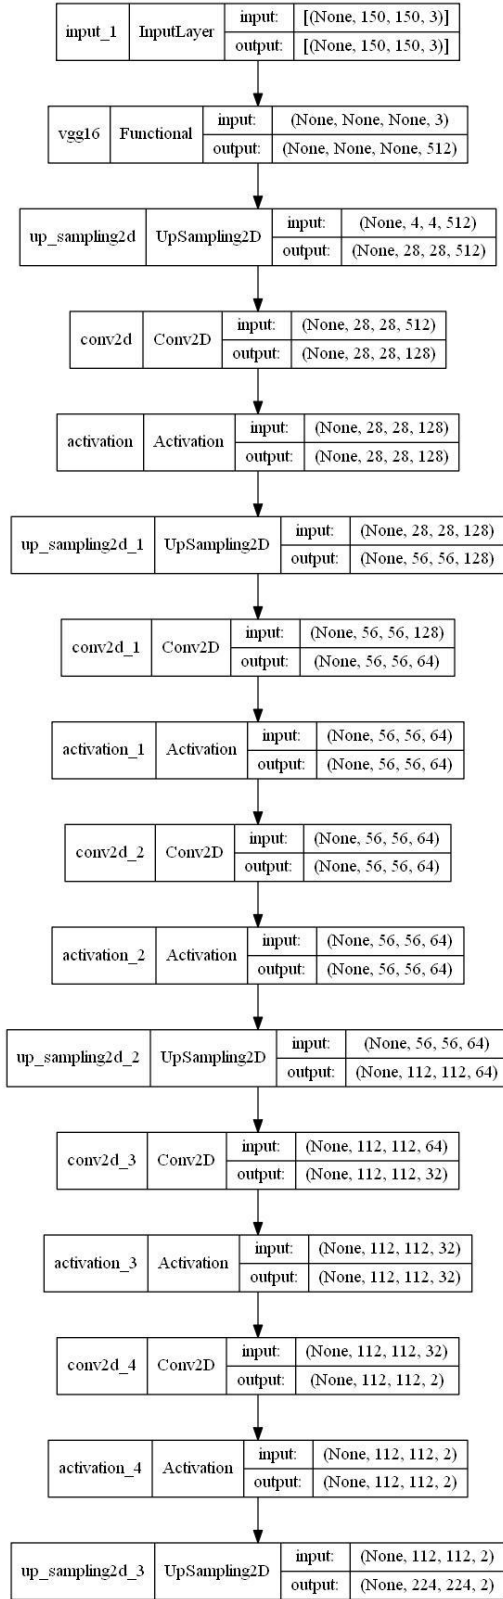 input_1 InputLayer input: [(None, 150, 150, 3)]
output: [(None, 150, 150, 3)]
vgg16 Functional input: (None, None, None, 3)
output: (None, None, None, 512)
up_sampling2d UpSampling2D input: (None, 4, 4, 512)
output: (None, 28, 28, 512)
conv2d Conv2D input: (None, 28, 28, 512)
output: (None, 28, 28, 128)
activation Activation input: (None, 28, 28, 128)
output: (None, 28, 28, 128)
up_sampling2d_1 UpSampling2D input: (None, 28, 28, 128)
output: (None, 56, 56, 128)
conv2d_1 Conv2D input: (None, 56, 56, 128)
output: (None, 56, 56, 64)
activation_1 Activation input: (None, 56, 56, 64)
output: (None, 56, 56, 64)
conv2d_2 Conv2D input: (None, 56, 56, 64)
output: (None, 56, 56, 64)
activation_2 Activation input: (None, 56, 56, 64)
output: (None, 56, 56, 64)
up_sampling2d_2 UpSampling2D input: (None, 56, 56, 64)
output: (None, 112, 112, 64)
conv2d_3 Conv2D input: (None, 112, 112, 64)
output: (None, 112, 112, 32)
activation_3 Activation input: (None, 112, 112, 32)
output: (None, 112, 112, 32)
conv2d_4 Conv2D input: (None, 112, 112, 32)
output: (None, 112, 112, 2)
activation_4 Activation input: (None, 112, 112, 2)
output: (None, 112, 112, 2)
up_sampling2d_3 UpSampling2D input: (None, 112, 112, 2)
output: (None, 224, 224, 2)